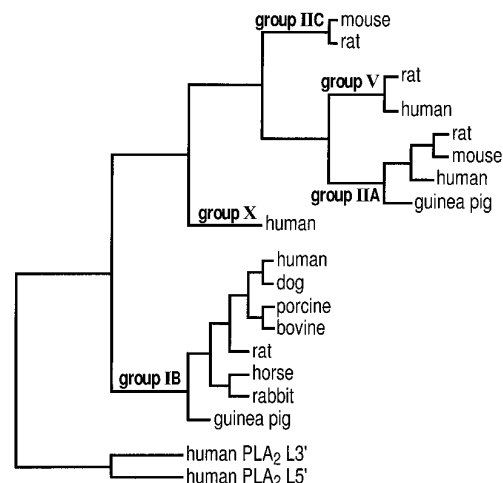 group IIC
mouse
rat
group V
rat
human
rat
mouse
human
group IIA
guinea pig
group X
human
human
dog
porcine
bovine
rat
group IB
horse
rabbit
guinea pig
human PLA₂ L3'
human PLA₂ L5'